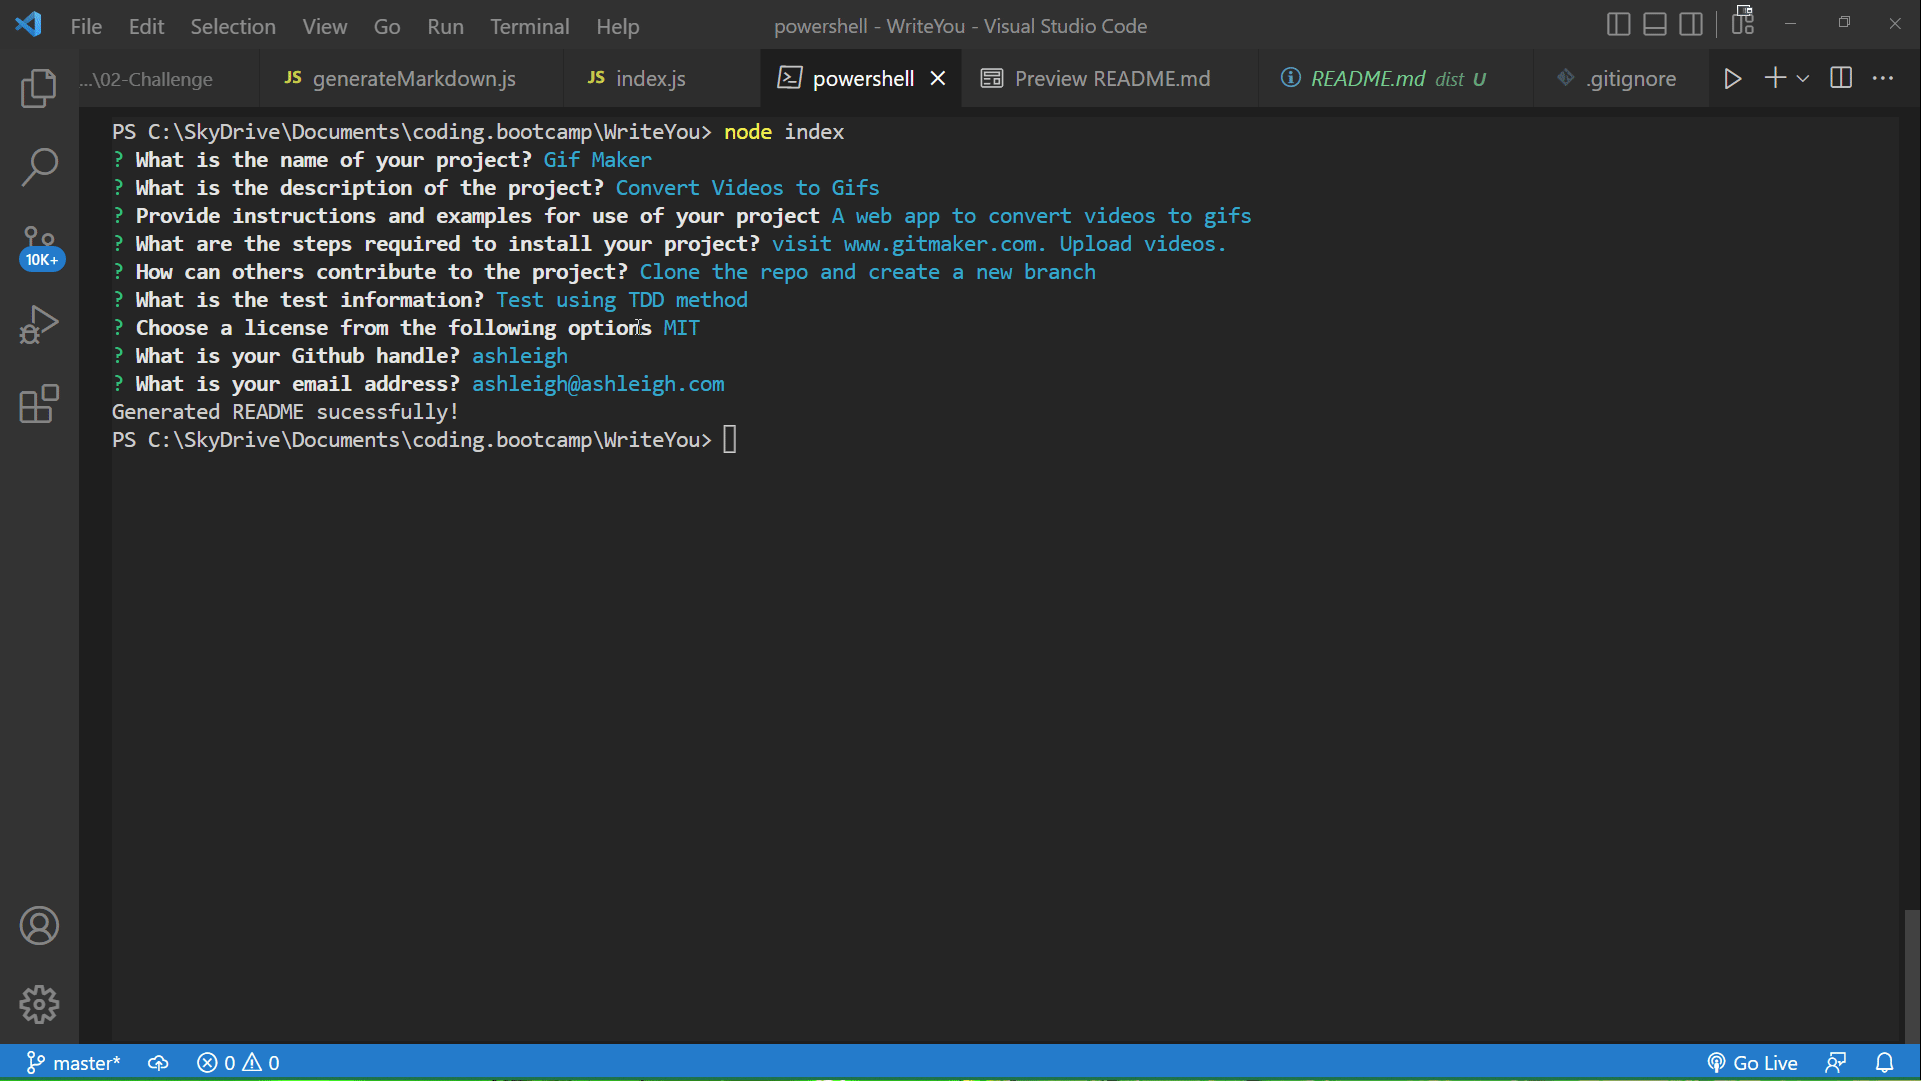 File Edit Selection View Go Run Terminal Help powershell - WriteYou - Visual Studio Code
...\02-Challenge JS generateMarkdown.js JS index.js powershell Preview README.md README.md dist U .gitignore
PS C:\SkyDrive\Documents\coding.bootcamp\WriteYou> node index
? What is the name of your project? Gif Maker
? What is the description of the project? Convert Videos to Gifs
? Provide instructions and examples for use of your project A web app to convert videos to gifs
? What are the steps required to install your project? visit www.gitmaker.com. Upload videos.
? How can others contribute to the project? Clone the repo and create a new branch
? What is the test information? Test using TDD method
? Choose a license from the following options MIT
? What is your Github handle? ashleigh
? What is your email address? ashleigh@ashleigh.com
Generated README sucessfully!
PS C:\SkyDrive\Documents\coding.bootcamp\WriteYou>
10K+
master* 0 0 Go Live